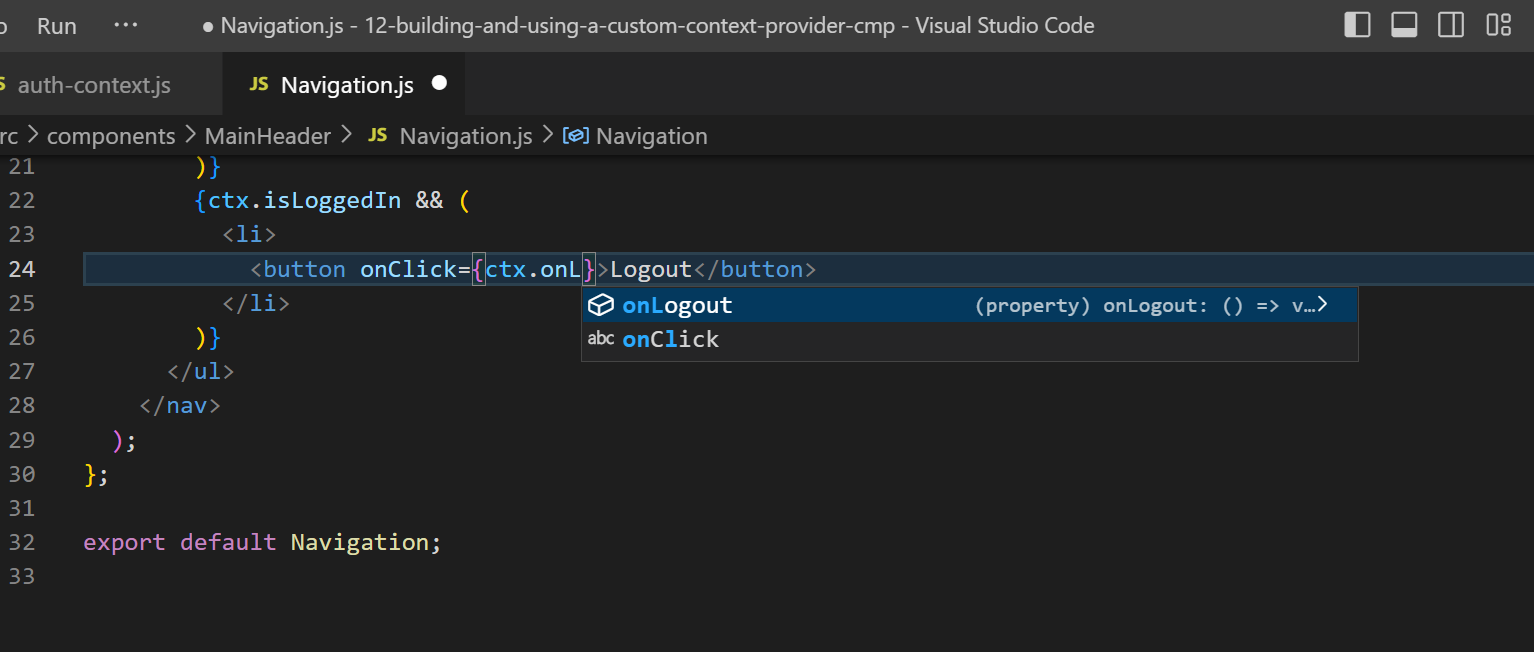 Run ··· ● Navigation.js - 12-building-and-using-a-custom-context-provider-cmp - Visual Studio Code
auth-context.js JS Navigation.js ●
components > MainHeader > JS Navigation.js > Navigation
21 )}
22 {ctx.isLoggedIn && (
23 <li>
24 <button onClick={ctx.onL}>Logout</button>
onLogout (property) onLogout: () => v…>
abc onClick
25 </li>
26 )}
27 </ul>
28 </nav>
29 );
30 };
31
32 export default Navigation;
33